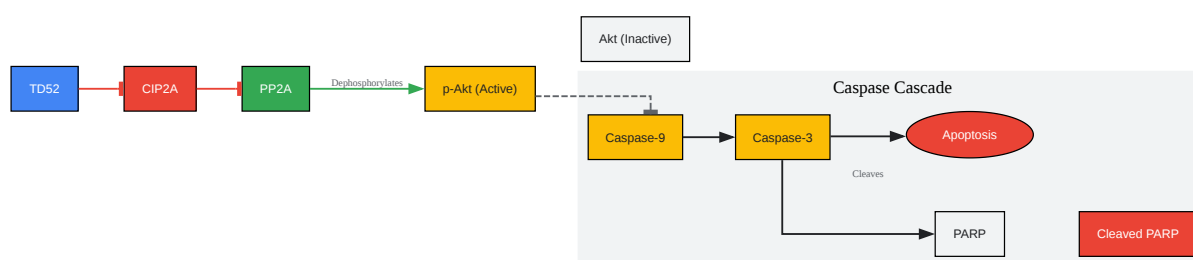 Akt (Inactive)
TD52
CIP2A
PP2A
Dephosphorylates
p-Akt (Active)
Caspase Cascade
Caspase-9
Caspase-3
Apoptosis
Cleaves
PARP
Cleaved PARP